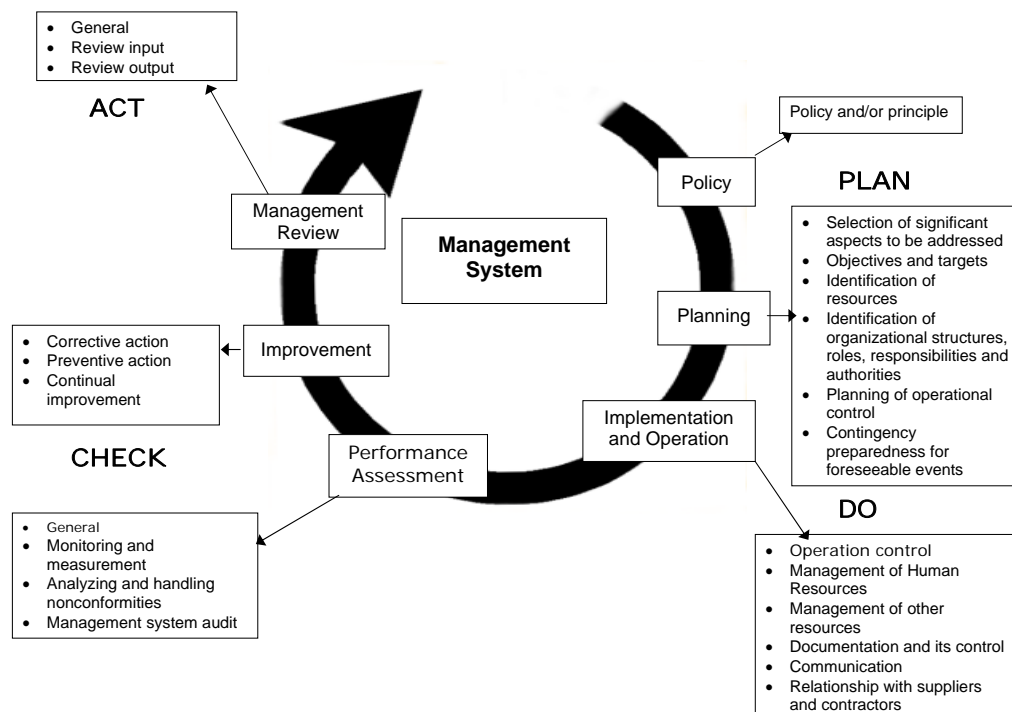 • General
• Review input
• Review output
ACT
Policy and/or principle
Policy
PLAN
Management
Review
Management
System
• Selection of significant
aspects to be addressed
• Objectives and targets
• Identification of
resources
• Identification of
organizational structures,
roles, responsibilities and
authorities
• Planning of operational
control
• Contingency
preparedness for
foreseeable events
Planning
• Corrective action
• Preventive action
• Continual
improvement
Improvement
Implementation
and Operation
CHECK
Performance
Assessment
DO
• General
• Monitoring and
measurement
• Analyzing and handling
nonconformities
• Management system audit
• Operation control
• Management of Human
Resources
• Management of other
resources
• Documentation and its control
• Communication
• Relationship with suppliers
and contractors